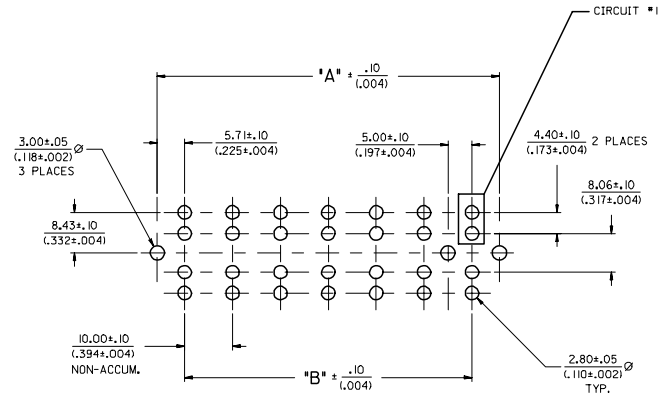 CIRCUIT #1
"A" ± .10
(.004)
5.71±.10
(.225±.004)
5.00±.10
(.197±.004)
4.40±.10
(.173±.004)
2 PLACES
3.00±.05
(.118±.002)
Ø
3 PLACES
8.06±.10
(.317±.004)
8.43±.10
(.332±.004)
10.00±.10
(.394±.004)
NON-ACCUM.
"B" ± .10
(.004)
2.80±.05
(.110±.002)
Ø
TYP.